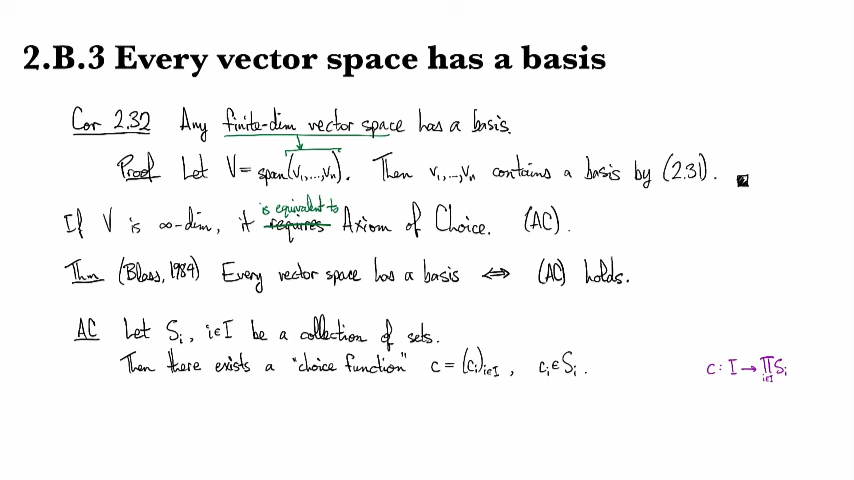 2.B.3 Every vector space has a basis
Cor 2.32 Any finite-dim vector space has a basis.
Proof Let V = span(v₁,...,vₙ). Then v₁,...,vₙ contains a basis by (2.31).
is equivalent to
If V is ∞-dim, it requires Axiom of Choice. (AC).
Thm (Blass, 1984) Every vector space has a basis ⇔ (AC) holds.
AC Let Sᵢ, i∈I be a collection of sets.
Then there exists a "choice function" c = (cᵢ)ᵢ∈I, cᵢ∈Sᵢ.
c: I → ∏ Sᵢ
i∈I